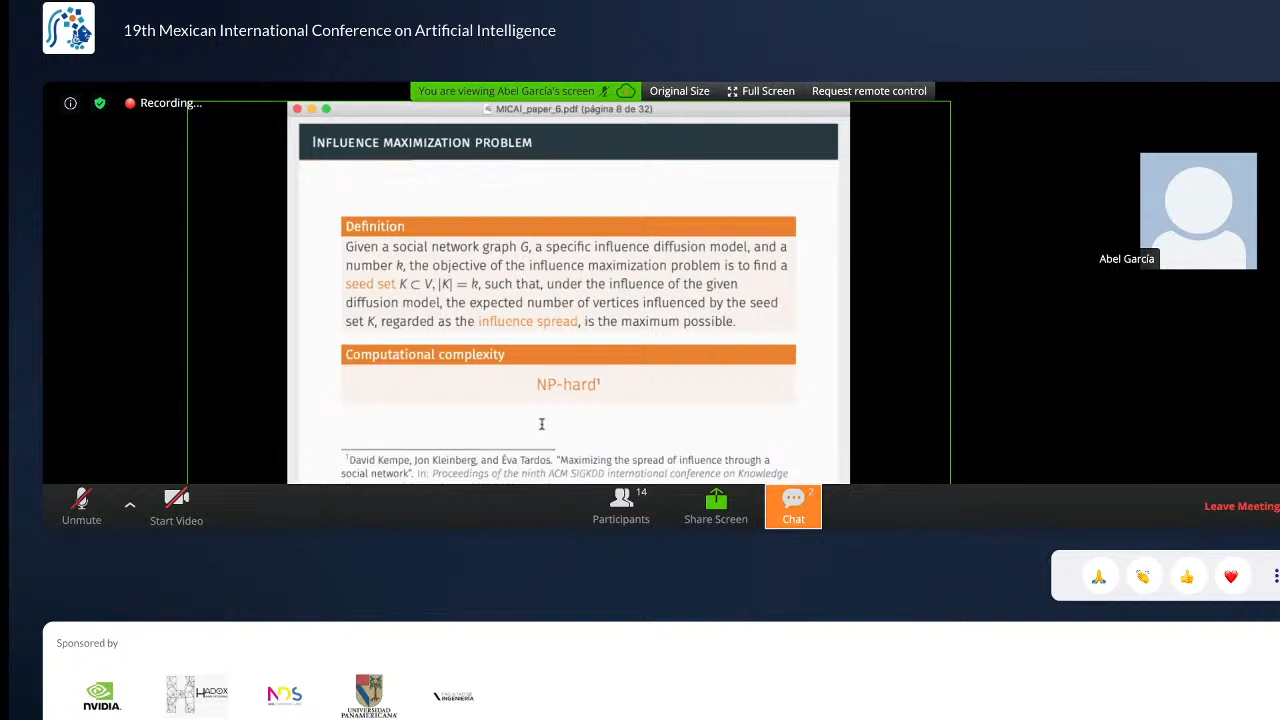 19th Mexican International Conference on Artificial Intelligence
You are viewing Abel García's screen
Original Size
Full Screen
Request remote control
Recording...
MICAI_paper_6.pdf (página 8 de 32)
INFLUENCE MAXIMIZATION PROBLEM
Definition
Given a social network graph G, a specific influence diffusion model, and a
number k, the objective of the influence maximization problem is to find a
seed set K ⊂ V, |K| = k, such that, under the influence of the given
diffusion model, the expected number of vertices influenced by the seed
set K, regarded as the influence spread, is the maximum possible.
Computational complexity
NP-hard¹
¹David Kempe, Jon Kleinberg, and Éva Tardos. "Maximizing the spread of influence through a
social network". In: Proceedings of the ninth ACM SIGKDD international conference on Knowledge
Abel García
Unmute
Start Video
14
Participants
Share Screen
2
Chat
Leave Meeting
Sponsored by
NVIDIA.
HADOX
NDS
UNIVERSIDAD
PANAMERICANA
FACULTAD DE
INGENIERÍA